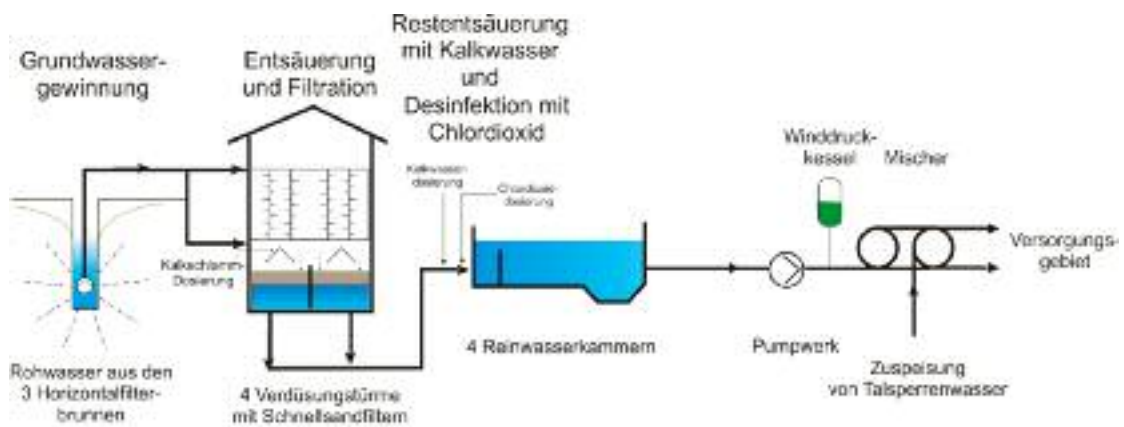 Grundwasser-
gewinnung
Entsäuerung
und Filtration
Restentsäuerung
mit Kalkwasser
und
Desinfektion mit
Chlordioxid
Kalkwasser-
dosierung
Chlordioxid-
dosierung
Kalkschlamm-
Dosierung
Winddruck-
kessel
Mischer
Versorgungs-
gebiet
Rohwasser aus den
3 Horizontalfilter-
brunnen
4 Verdüsungstürme
mit Schnellsandfiltern
4 Reinwasserkammern
Pumpwerk
Zuspeisung
von Talsperrenwasser